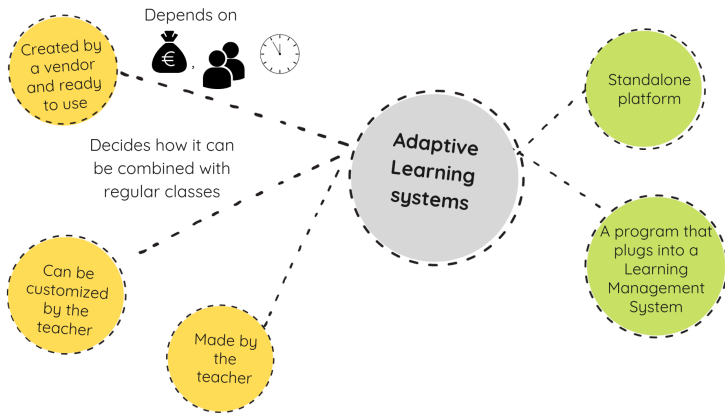 Depends on
Created by
a vendor
and ready
to use
€
,
Decides how it can
be combined with
regular classes
Can be
customized
by the
teacher
Made by
the
teacher
Adaptive
Learning
systems
Standalone
platform
A program that
plugs into a
Learning
Management
System